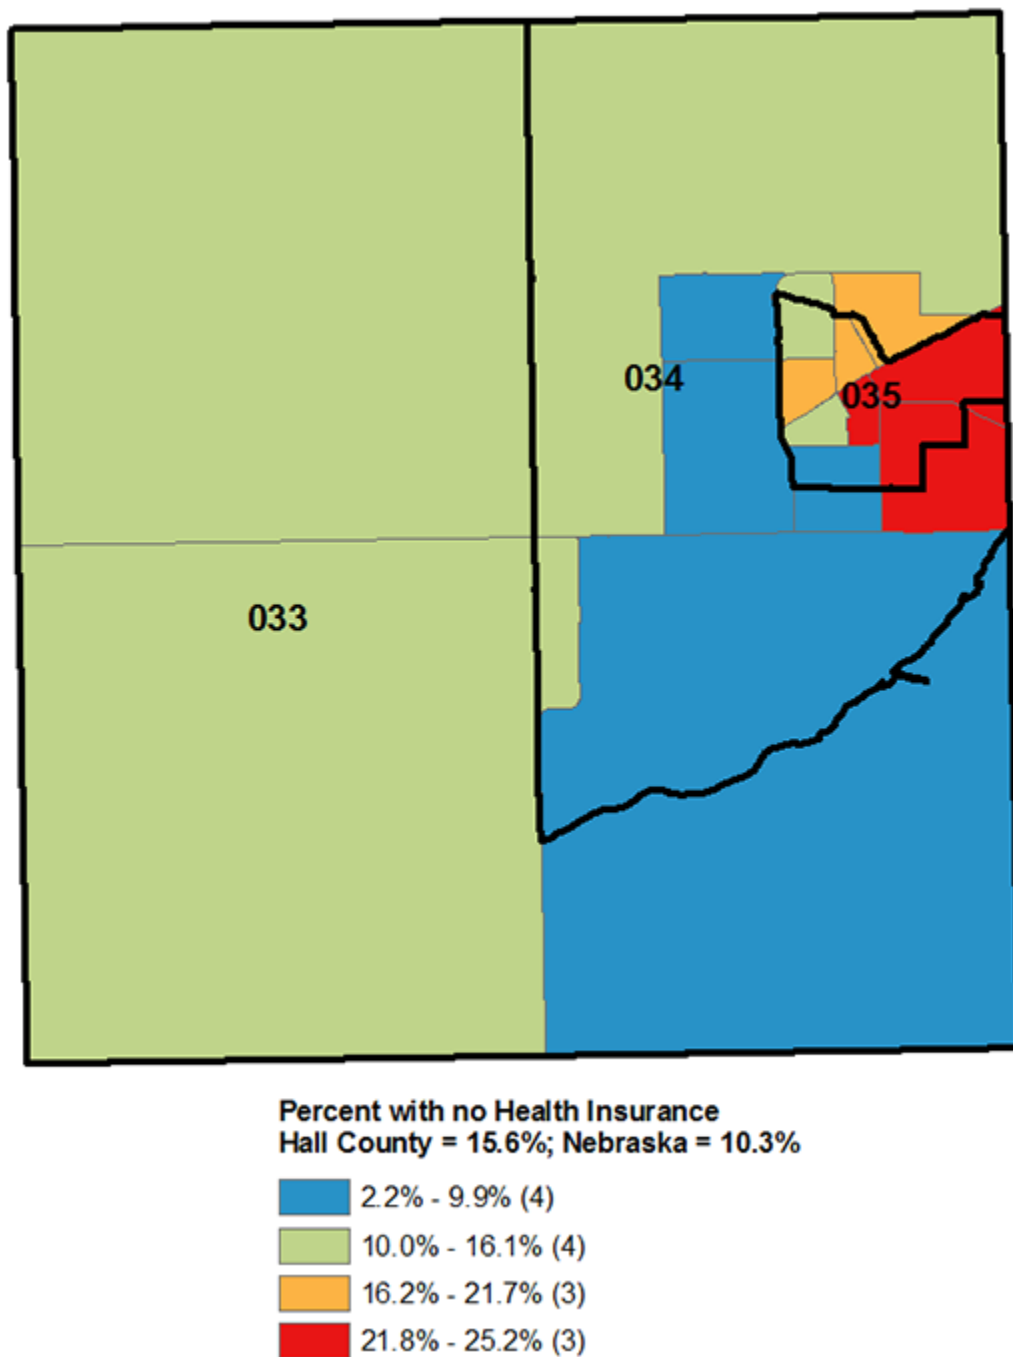 034
035
033
Percent with no Health Insurance
Hall County = 15.6%; Nebraska = 10.3%
2.2% - 9.9% (4)
10.0% - 16.1% (4)
16.2% - 21.7% (3)
21.8% - 25.2% (3)